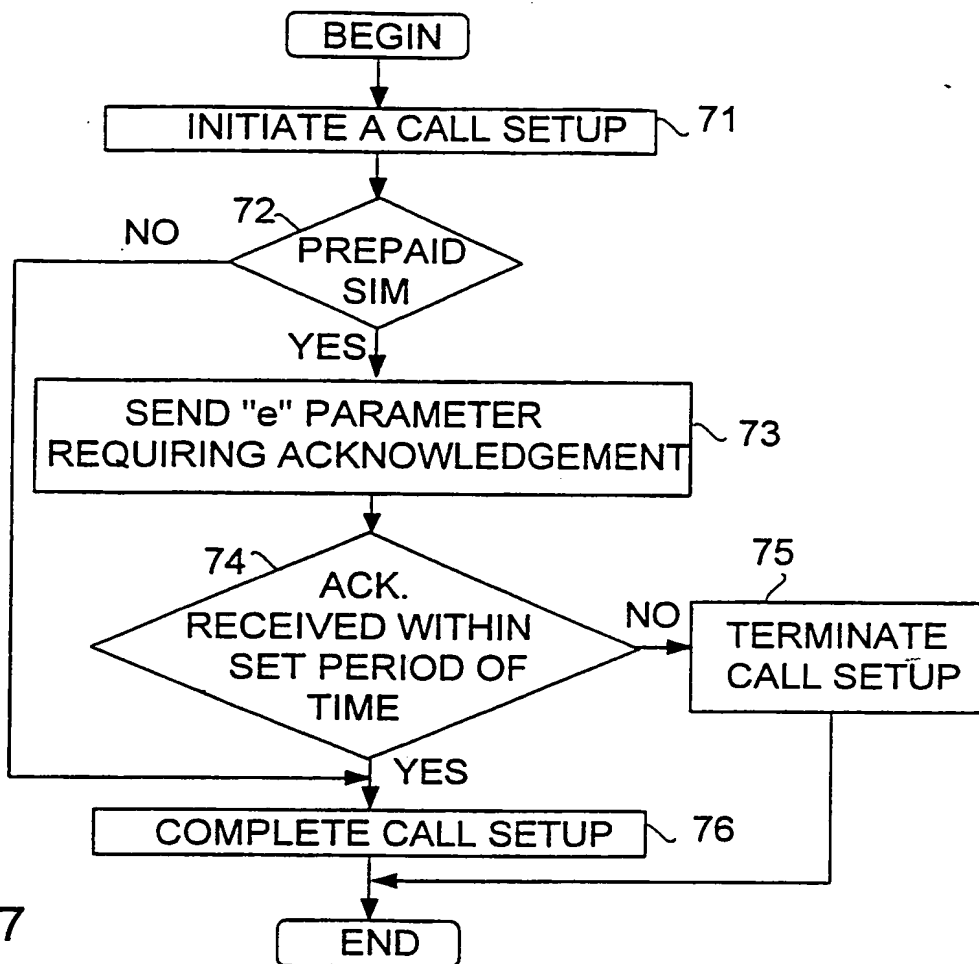 BEGIN
INITIATE A CALL SETUP
71
72
NO
PREPAID
SIM
YES
SEND "e" PARAMETER
REQUIRING ACKNOWLEDGEMENT
73
74
ACK.
RECEIVED WITHIN
SET PERIOD OF
TIME
NO
75
TERMINATE
CALL SETUP
YES
COMPLETE CALL SETUP
76
END
7